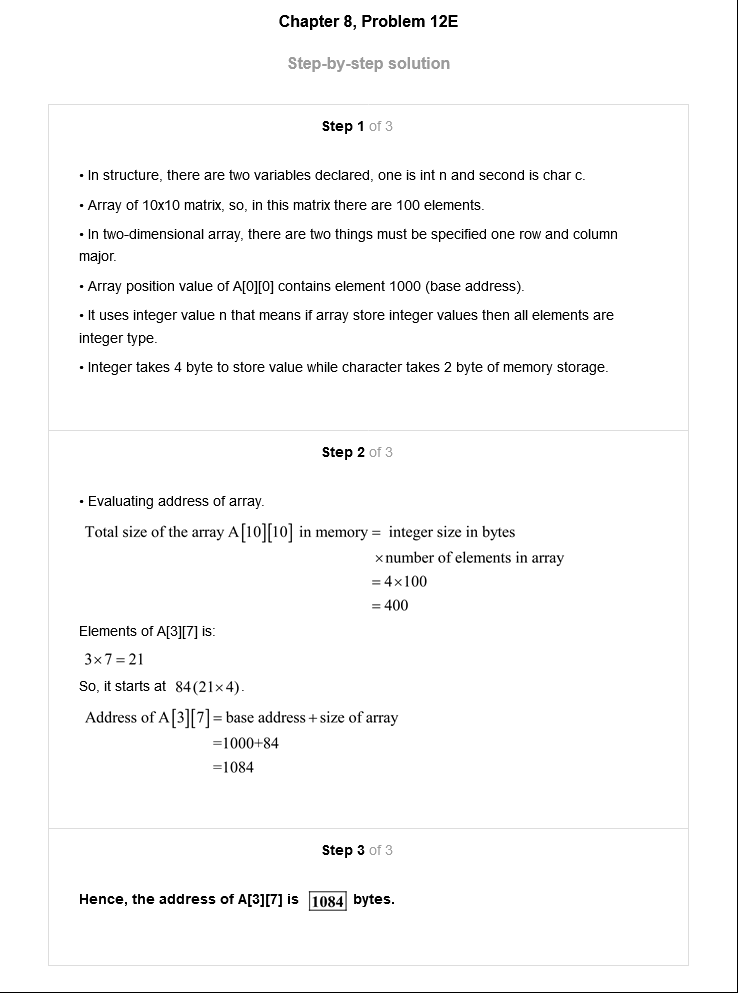 Chapter 8, Problem 12E
Step-by-step solution
Step 1 of 3
• In structure, there are two variables declared, one is int n and second is char c.
• Array of 10x10 matrix, so, in this matrix there are 100 elements.
• In two-dimensional array, there are two things must be specified one row and column
major.
• Array position value of A[0][0] contains element 1000 (base address).
• It uses integer value n that means if array store integer values then all elements are
integer type.
• Integer takes 4 byte to store value while character takes 2 byte of memory storage.
Step 2 of 3
• Evaluating address of array.
Total size of the array A[10][10] in memory = integer size in bytes
×number of elements in array
= 4×100
= 400
Elements of A[3][7] is:
3×7 = 21
So, it starts at 84(21×4).
Address of A[3][7] = base address + size of array
=1000+84
=1084
Step 3 of 3
Hence, the address of A[3][7] is 1084 bytes.